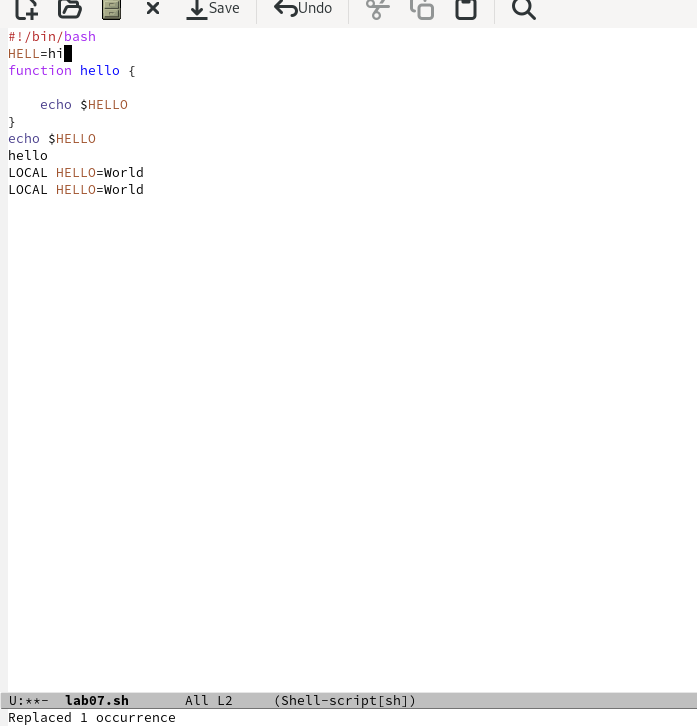 Save Undo
#!/bin/bash
HELL=hi
function hello {
echo $HELLO
}
echo $HELLO
hello
LOCAL HELLO=World
LOCAL HELLO=World
U:**- lab07.sh All L2 (Shell-script[sh])
Replaced 1 occurrence